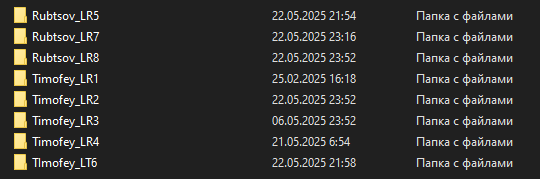 Rubtsov_LR5 22.05.2025 21:54 Папка с файлами
Rubtsov_LR7 22.05.2025 23:16 Папка с файлами
Rubtsov_LR8 22.05.2025 23:52 Папка с файлами
Timofey_LR1 25.02.2025 16:18 Папка с файлами
Timofey_LR2 22.05.2025 23:52 Папка с файлами
Timofey_LR3 06.05.2025 23:52 Папка с файлами
Timofey_LR4 21.05.2025 6:54 Папка с файлами
TImofey_LT6 22.05.2025 21:58 Папка с файлами